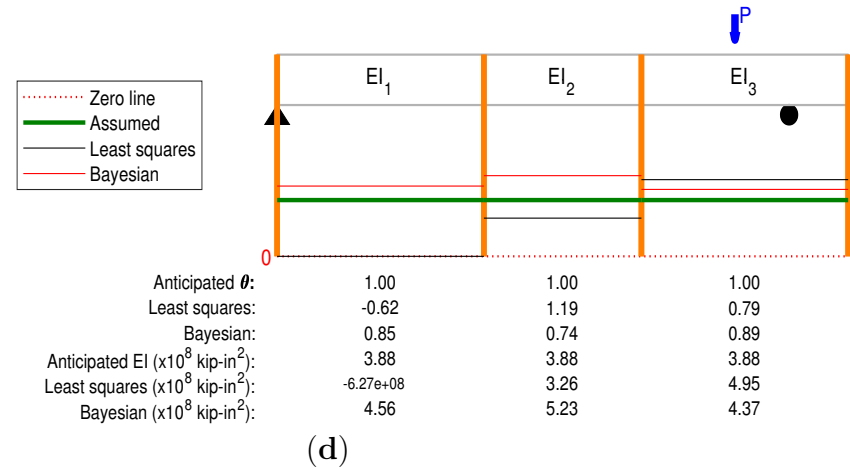 P
EI1 EI2 EI3
Zero line
Assumed
Least squares
Bayesian
0
Anticipated θ: 1.00 1.00 1.00
Least squares: -0.62 1.19 0.79
Bayesian: 0.85 0.74 0.89
Anticipated EI (x10^8 kip-in^2): 3.88 3.88 3.88
Least squares (x10^8 kip-in^2): -6.27e+08 3.26 4.95
Bayesian (x10^8 kip-in^2): 4.56 5.23 4.37
(d)